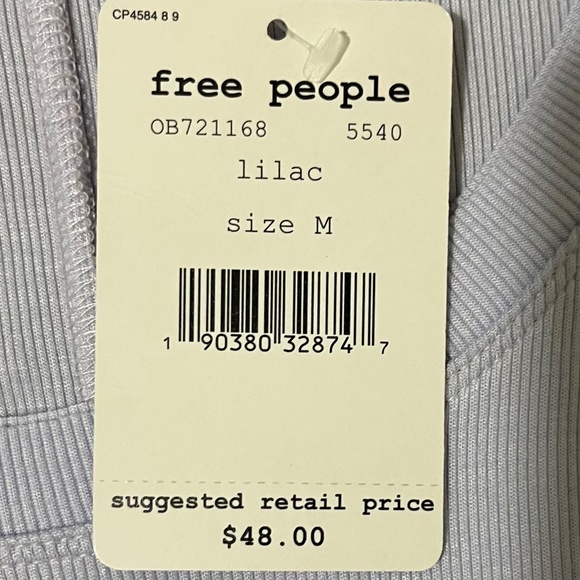 CP4584 8 9
free people
OB721168 5540
lilac
size M
1 90380 32874 7
suggested retail price
$48.00